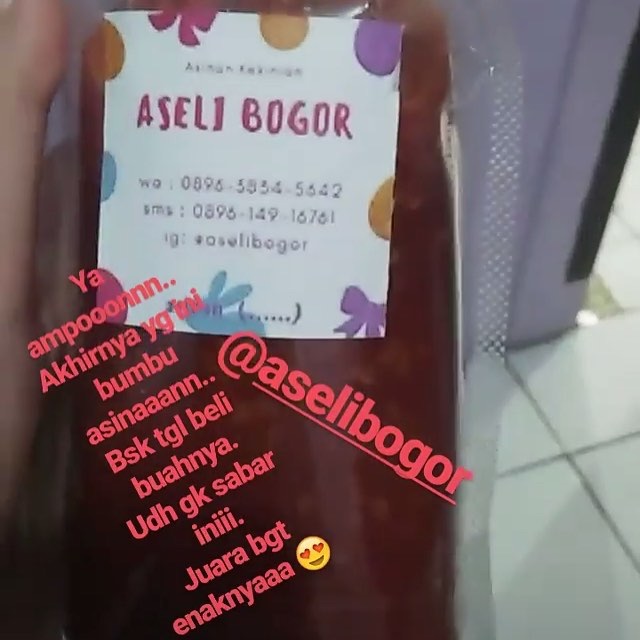 Asinan Kekinian
ASELI BOGOR
wa : 0896-5854-5642
sms : 0896-149-16761
ig: @aselibogor
(......)
Ya
ampooonnnn..
Akhirnya yg ini
bumbu
asinaaann..
Bsk tgl beli
buahnya.
Udh gk sabar
iniii.
Juara bgt
enaknyaaa😍
@aselibogor